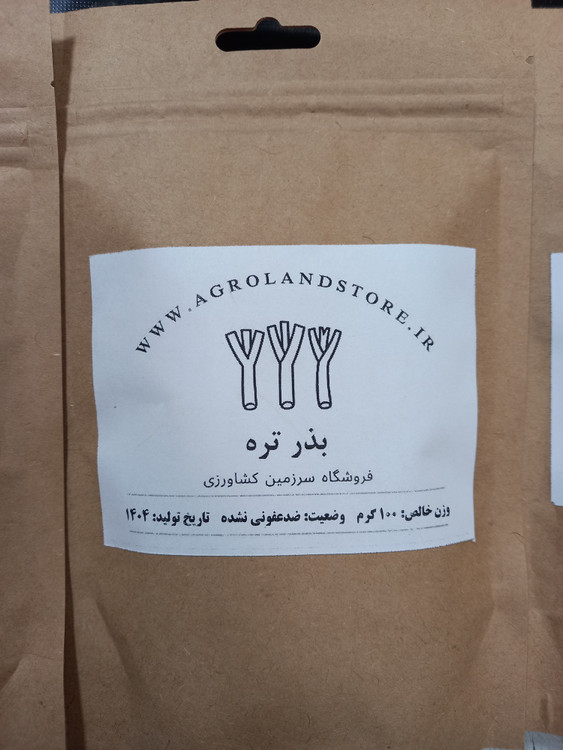 WWW.AGROLANDSTORE.IR
بذر تره
فروشگاه سرزمین کشاورزی
وزن خالص: ۱۰۰ گرم وضعیت: ضدعفونی نشده تاریخ تولید: ۱۴۰۴